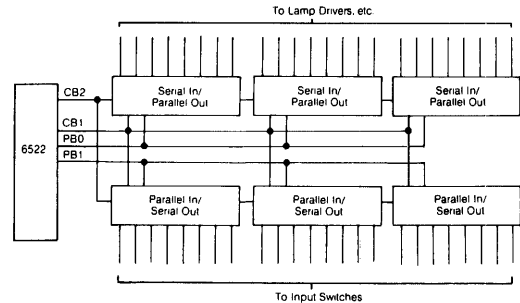 To Lamp Drivers, etc.
Serial In/
Parallel Out
Serial In/
Parallel Out
Serial In/
Parallel Out
CB2
CB1
6522
PB0
PB1
Parallel In/
Serial Out
Parallel In/
Serial Out
Parallel In/
Serial Out
To Input Switches